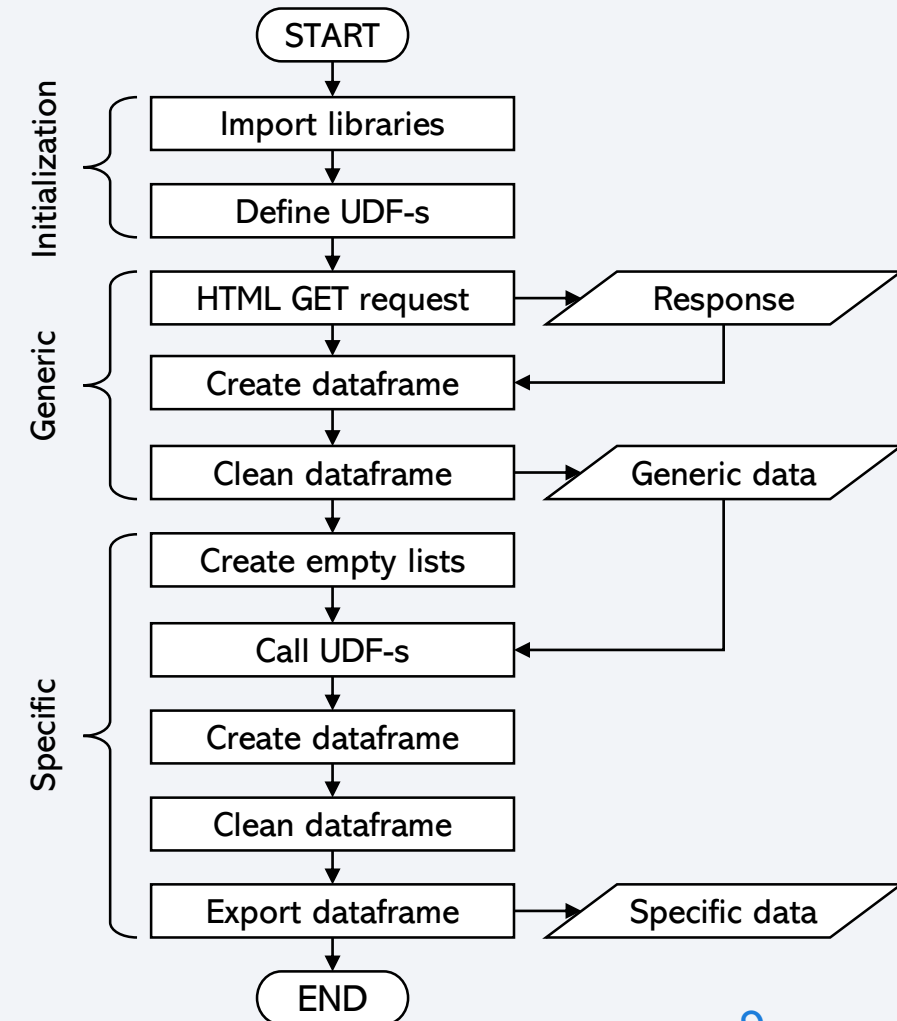 START
Initialization
Import libraries
Define UDF-s
Generic
HTML GET request
Response
Create dataframe
Clean dataframe
Generic data
Specific
Create empty lists
Call UDF-s
Create dataframe
Clean dataframe
Export dataframe
Specific data
END